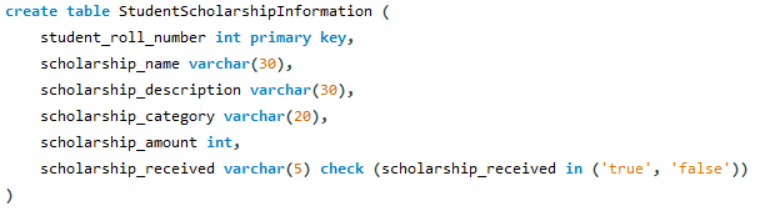 create table StudentScholarshipInformation (
    student_roll_number int primary key,
    scholarship_name varchar(30),
    scholarship_description varchar(30),
    scholarship_category varchar(20),
    scholarship_amount int,
    scholarship_received varchar(5) check (scholarship_received in ('true', 'false'))
)